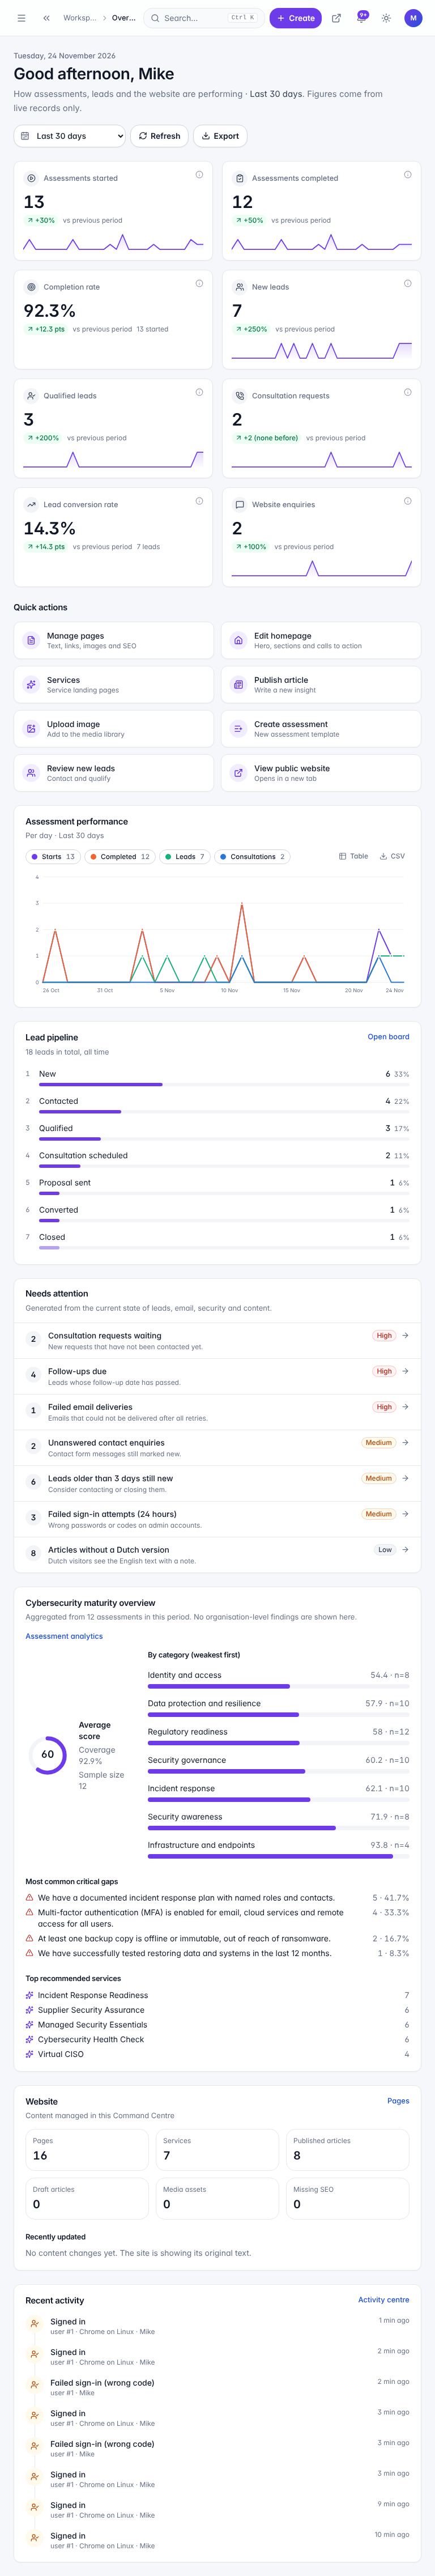 Worksp... > Over...
Search... Ctrl K
Create
9+
M
Tuesday, 24 November 2026
Good afternoon, Mike
How assessments, leads and the website are performing · Last 30 days. Figures come from
live records only.
Last 30 days
Refresh
Export
Assessments started
13
+30% vs previous period
Assessments completed
12
+50% vs previous period
Completion rate
92.3%
+12.3 pts vs previous period 13 started
New leads
7
+250% vs previous period
Qualified leads
3
+200% vs previous period
Consultation requests
2
+2 (none before) vs previous period
Lead conversion rate
14.3%
+14.3 pts vs previous period 7 leads
Website enquiries
2
+100% vs previous period
Quick actions
Manage pages
Text, links, images and SEO
Edit homepage
Hero, sections and calls to action
Services
Service landing pages
Publish article
Write a new insight
Upload image
Add to the media library
Create assessment
New assessment template
Review new leads
Contact and qualify
View public website
Opens in a new tab
Assessment performance
Per day · Last 30 days
Starts 13
Completed 12
Leads 7
Consultations 2
Table
CSV
4
3
2
1
0
26 Oct 31 Oct 5 Nov 10 Nov 15 Nov 20 Nov 24 Nov
Lead pipeline
Open board
18 leads in total, all time
1 New 6 33%
2 Contacted 4 22%
3 Qualified 3 17%
4 Consultation scheduled 2 11%
5 Proposal sent 1 6%
6 Converted 1 6%
7 Closed 1 6%
Needs attention
Generated from the current state of leads, email, security and content.
2 Consultation requests waiting High
New requests that have not been contacted yet.
4 Follow-ups due High
Leads whose follow-up date has passed.
1 Failed email deliveries High
Emails that could not be delivered after all retries.
2 Unanswered contact enquiries Medium
Contact form messages still marked new.
6 Leads older than 3 days still new Medium
Consider contacting or closing them.
3 Failed sign-in attempts (24 hours) Medium
Wrong passwords or codes on admin accounts.
8 Articles without a Dutch version Low
Dutch visitors see the English text with a note.
Cybersecurity maturity overview
Aggregated from 12 assessments in this period. No organisation-level findings are shown here.
Assessment analytics
60
Average
score
Coverage
92.9%
Sample size
12
By category (weakest first)
Identity and access 54.4 · n=8
Data protection and resilience 57.9 · n=10
Regulatory readiness 58 · n=12
Security governance 60.2 · n=10
Incident response 62.1 · n=10
Security awareness 71.9 · n=8
Infrastructure and endpoints 93.8 · n=4
Most common critical gaps
We have a documented incident response plan with named roles and contacts. 5 · 41.7%
Multi-factor authentication (MFA) is enabled for email, cloud services and remote 4 · 33.3%
access for all users.
At least one backup copy is offline or immutable, out of reach of ransomware. 2 · 16.7%
We have successfully tested restoring data and systems in the last 12 months. 1 · 8.3%
Top recommended services
Incident Response Readiness 7
Supplier Security Assurance 6
Managed Security Essentials 6
Cybersecurity Health Check 6
Virtual CISO 4
Website
Pages
Content managed in this Command Centre
Pages
16
Services
7
Published articles
8
Draft articles
0
Media assets
0
Missing SEO
0
Recently updated
No content changes yet. The site is showing its original text.
Recent activity
Activity centre
Signed in 1 min ago
user #1 · Chrome on Linux · Mike
Signed in 2 min ago
user #1 · Chrome on Linux · Mike
Failed sign-in (wrong code) 2 min ago
user #1 · Mike
Signed in 3 min ago
user #1 · Chrome on Linux · Mike
Failed sign-in (wrong code) 3 min ago
user #1 · Mike
Signed in 3 min ago
user #1 · Chrome on Linux · Mike
Signed in 9 min ago
user #1 · Chrome on Linux · Mike
Signed in 10 min ago
user #1 · Chrome on Linux · Mike